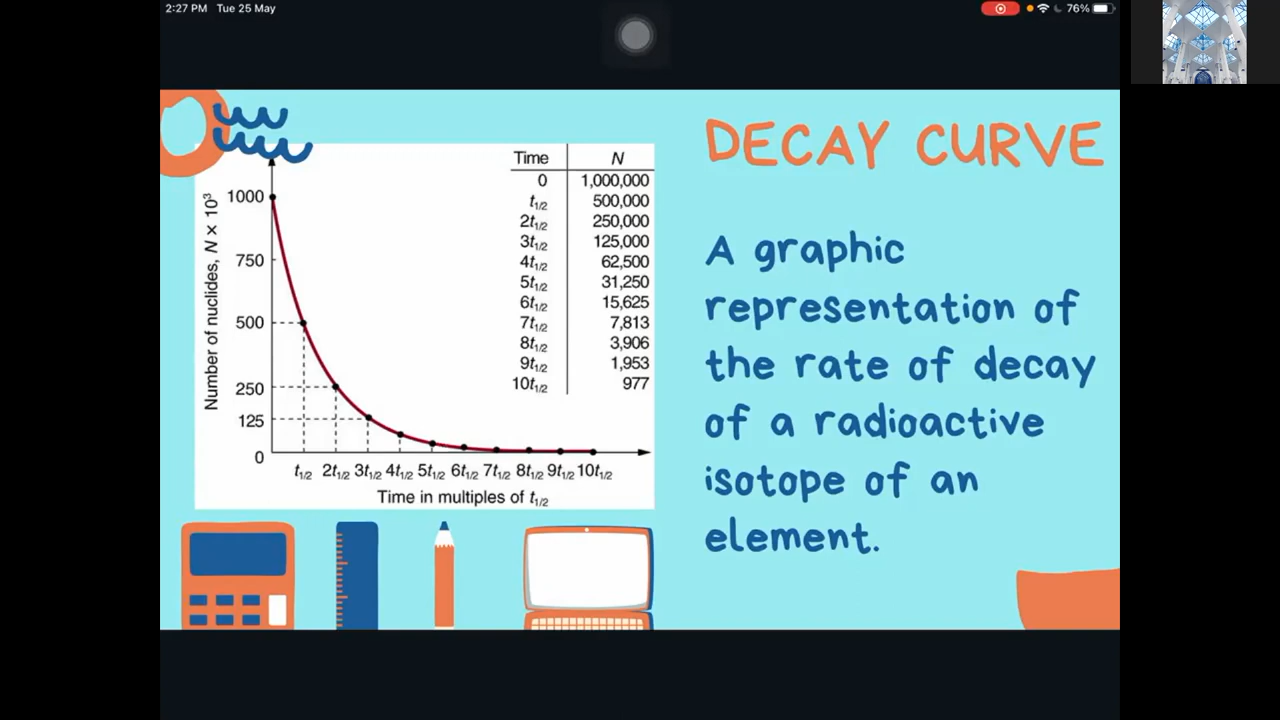 2:27 PM Tue 25 May
76%
DECAY CURVE
Time N
0 1,000,000
t1/2 500,000
2t1/2 250,000
3t1/2 125,000
4t1/2 62,500
5t1/2 31,250
6t1/2 15,625
7t1/2 7,813
8t1/2 3,906
9t1/2 1,953
10t1/2 977
Number of nuclides, N × 10³
1000
750
500
250
125
0
t1/2 2t1/2 3t1/2 4t1/2 5t1/2 6t1/2 7t1/2 8t1/2 9t1/2 10t1/2
Time in multiples of t1/2
A graphic
representation of
the rate of decay
of a radioactive
isotope of an
element.